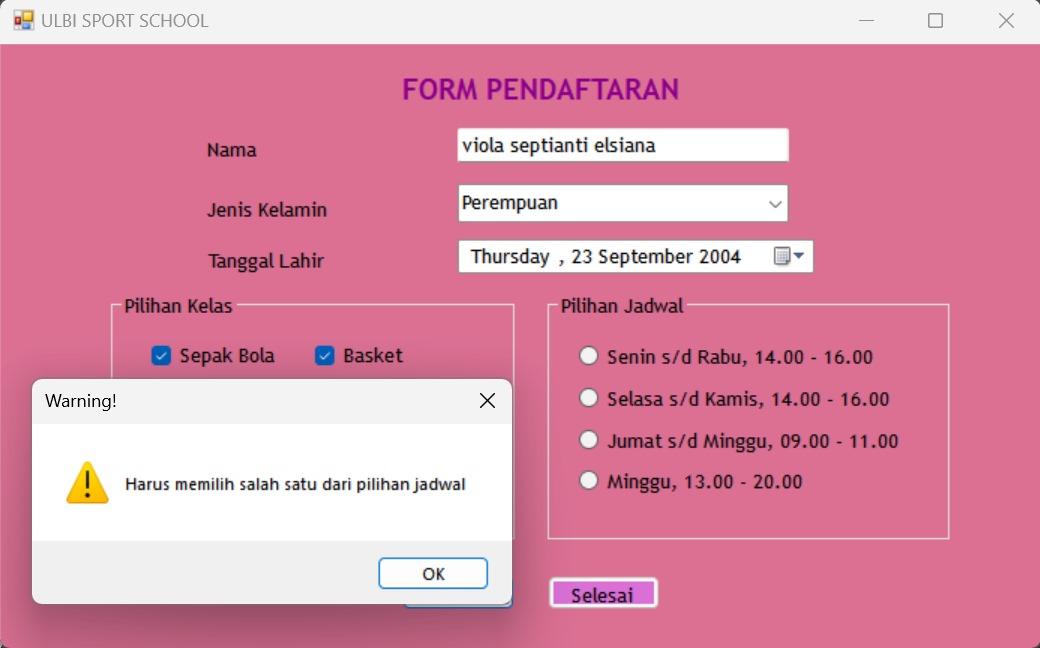 ULBI SPORT SCHOOL
FORM PENDAFTARAN
Nama
viola septianti elsiana
Jenis Kelamin
Perempuan
Tanggal Lahir
Thursday , 23 September 2004
Pilihan Kelas
Sepak Bola
Basket
Pilihan Jadwal
Senin s/d Rabu, 14.00 - 16.00
Selasa s/d Kamis, 14.00 - 16.00
Jumat s/d Minggu, 09.00 - 11.00
Minggu, 13.00 - 20.00
Warning!
Harus memilih salah satu dari pilihan jadwal
OK
Selesai